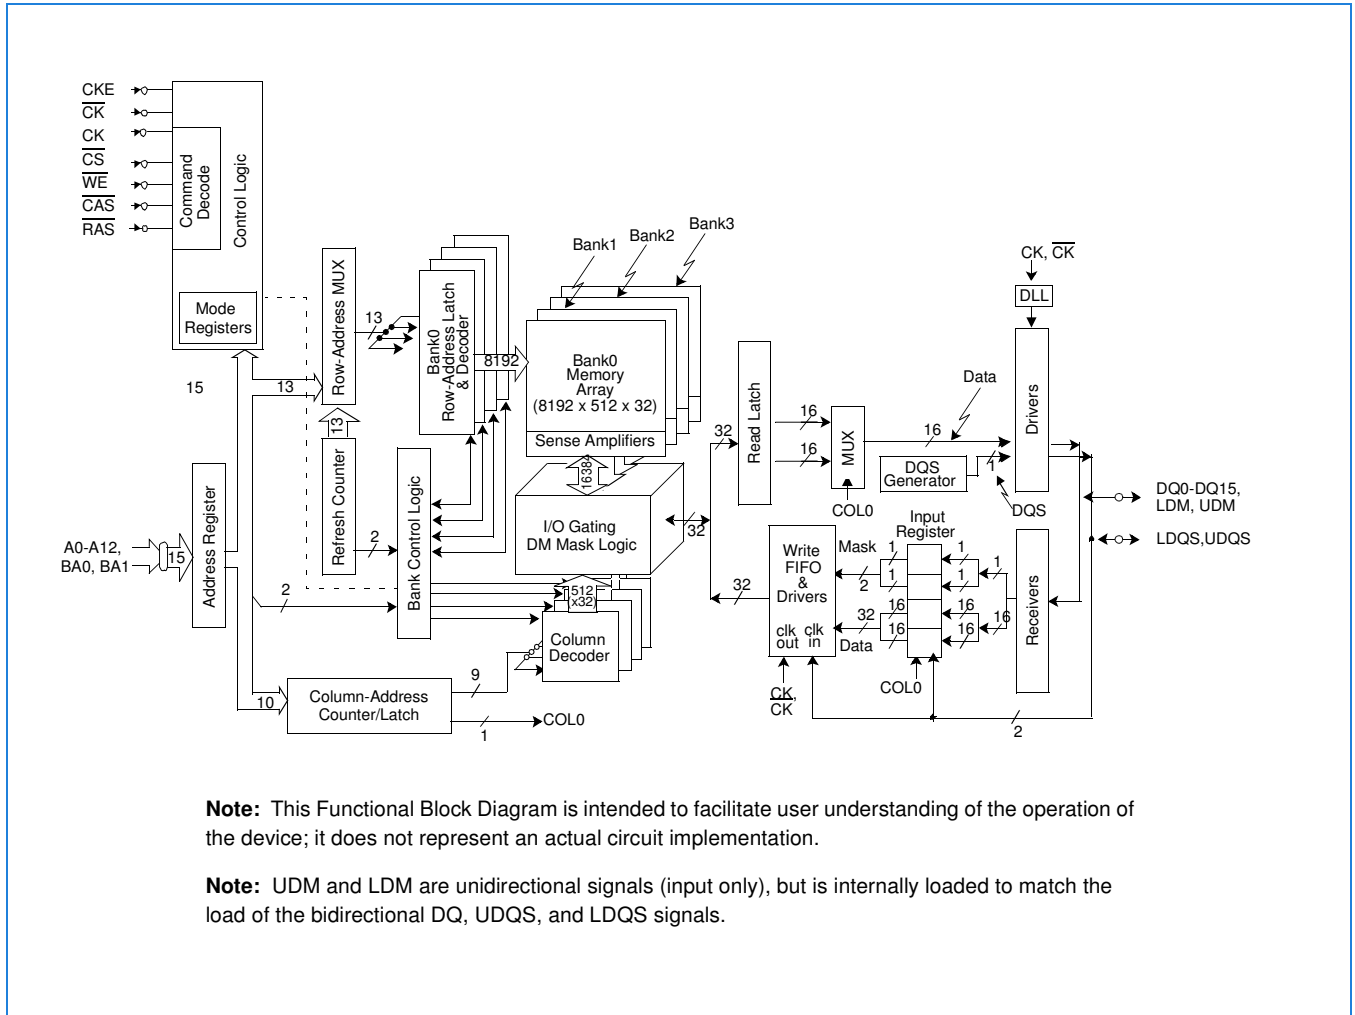 CKE
CK
CK
CS
WE
CAS
RAS
Command
Decode
Control Logic
Mode
Registers
15
13
Row-Address MUX
13
Refresh Counter
13
Bank0
Row-Address Latch
& Decoder
8192
Bank1
Bank2
Bank3
Bank0
Memory
Array
(8192 x 512 x 32)
Sense Amplifiers
16384
I/O Gating
DM Mask Logic
A0-A12,
BA0, BA1
15
Address Register
2
2
Bank Control Logic
512
(x32)
Column
Decoder
10
Column-Address
Counter/Latch
9
1
COL0
32
32
32
Read Latch
16
16
MUX
COL0
16
Data
DQS
Generator
1
DQS
CK, CK
DLL
Drivers
DQ0-DQ15,
LDM, UDM
LDQS,UDQS
Input
Register
Write
FIFO
&
Drivers
clk
out
clk
in
Mask
2
32
Data
1
1
16
16
1
1
16
16
1
16
Receivers
CK,
CK
COL0
2
Note: This Functional Block Diagram is intended to facilitate user understanding of the operation of
the device; it does not represent an actual circuit implementation.
Note: UDM and LDM are unidirectional signals (input only), but is internally loaded to match the
load of the bidirectional DQ, UDQS, and LDQS signals.